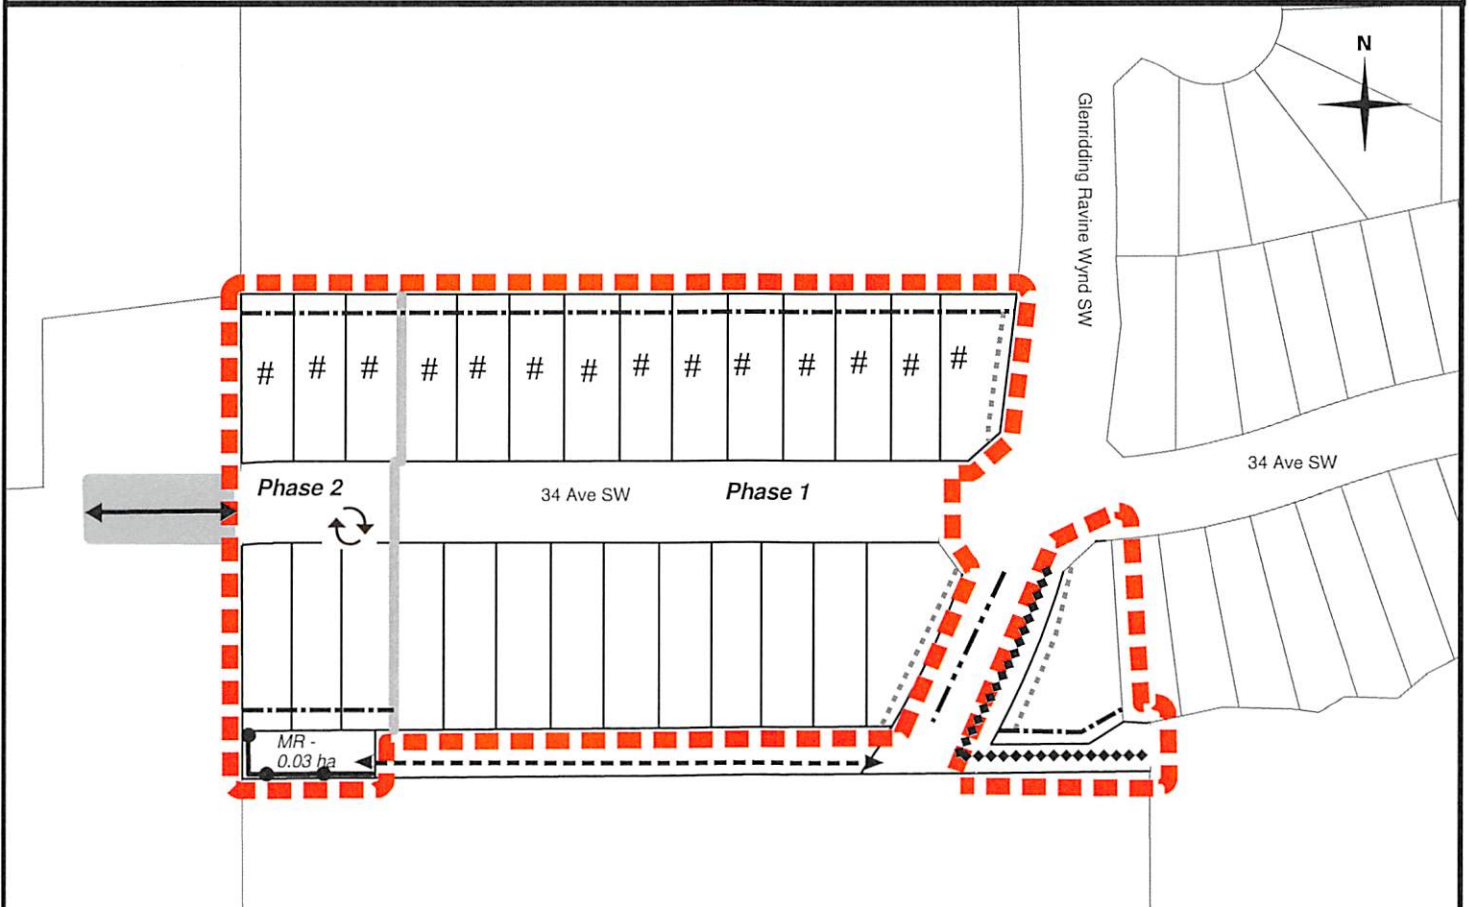 N
Glenridding Ravine Wynd SW
# # # # # # # # # # # # # #
34 Ave SW
Phase 2
34 Ave SW
Phase 1
MR -
0.03 ha